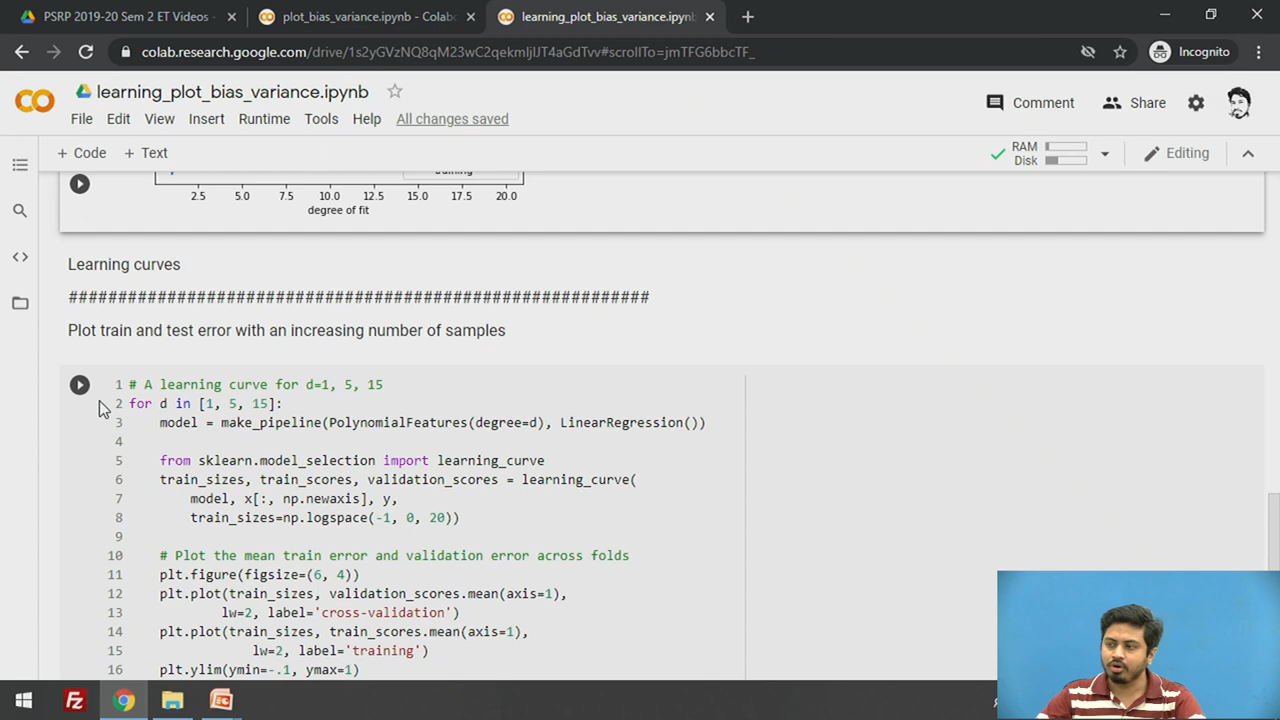 PSRP 2019-20 Sem 2 ET Videos -
plot_bias_variance.ipynb - Colab
learning_plot_bias_variance.ipynb
colab.research.google.com/drive/1s2yGVzNQ8qM23wC2qekmIjIJT4aGdTvv#scrollTo=jmTFG6bbcTF_
Incognito
learning_plot_bias_variance.ipynb
Comment
Share
File Edit View Insert Runtime Tools Help All changes saved
+ Code + Text
RAM
Disk
Editing
training
2.5 5.0 7.5 10.0 12.5 15.0 17.5 20.0
degree of fit
Learning curves
###########################################################
Plot train and test error with an increasing number of samples
1 # A learning curve for d=1, 5, 15
2 for d in [1, 5, 15]:
3 model = make_pipeline(PolynomialFeatures(degree=d), LinearRegression())
4
5 from sklearn.model_selection import learning_curve
6 train_sizes, train_scores, validation_scores = learning_curve(
7 model, x[:, np.newaxis], y,
8 train_sizes=np.logspace(-1, 0, 20))
9
10 # Plot the mean train error and validation error across folds
11 plt.figure(figsize=(6, 4))
12 plt.plot(train_sizes, validation_scores.mean(axis=1),
13 lw=2, label='cross-validation')
14 plt.plot(train_sizes, train_scores.mean(axis=1),
15 lw=2, label='training')
16 plt.ylim(ymin=-.1, ymax=1)